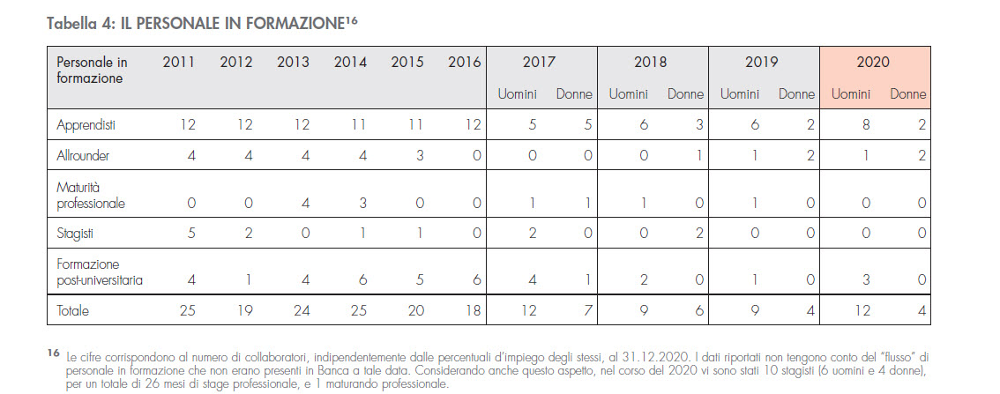 Tabella 4: IL PERSONALE IN FORMAZIONE16
Personale in formazione 2011 2012 2013 2014 2015 2016 2017 2018 2019 2020
Uomini Donne Uomini Donne Uomini Donne Uomini Donne
Apprendisti 12 12 12 11 11 12 5 5 6 3 6 2 8 2
Allrounder 4 4 4 4 3 0 0 0 0 1 1 2 1 2
Maturità
professionale 0 0 4 3 0 0 1 1 1 0 1 0 0 0
Stagisti 5 2 0 1 1 0 2 0 0 2 0 0 0 0
Formazione
post-universitaria 4 1 4 6 5 6 4 1 2 0 1 0 3 0
Totale 25 19 24 25 20 18 12 7 9 6 9 4 12 4
16 Le cifre corrispondono al numero di collaboratori, indipendentemente dalle percentuali d'impiego degli stessi, al 31.12.2020. I dati riportati non tengono conto del "flusso" di
personale in formazione che non erano presenti in Banca a tale data. Considerando anche questo aspetto, nel corso del 2020 vi sono stati 10 stagisti (6 uomini e 4 donne),
per un totale di 26 mesi di stage professionale, e 1 maturando professionale.